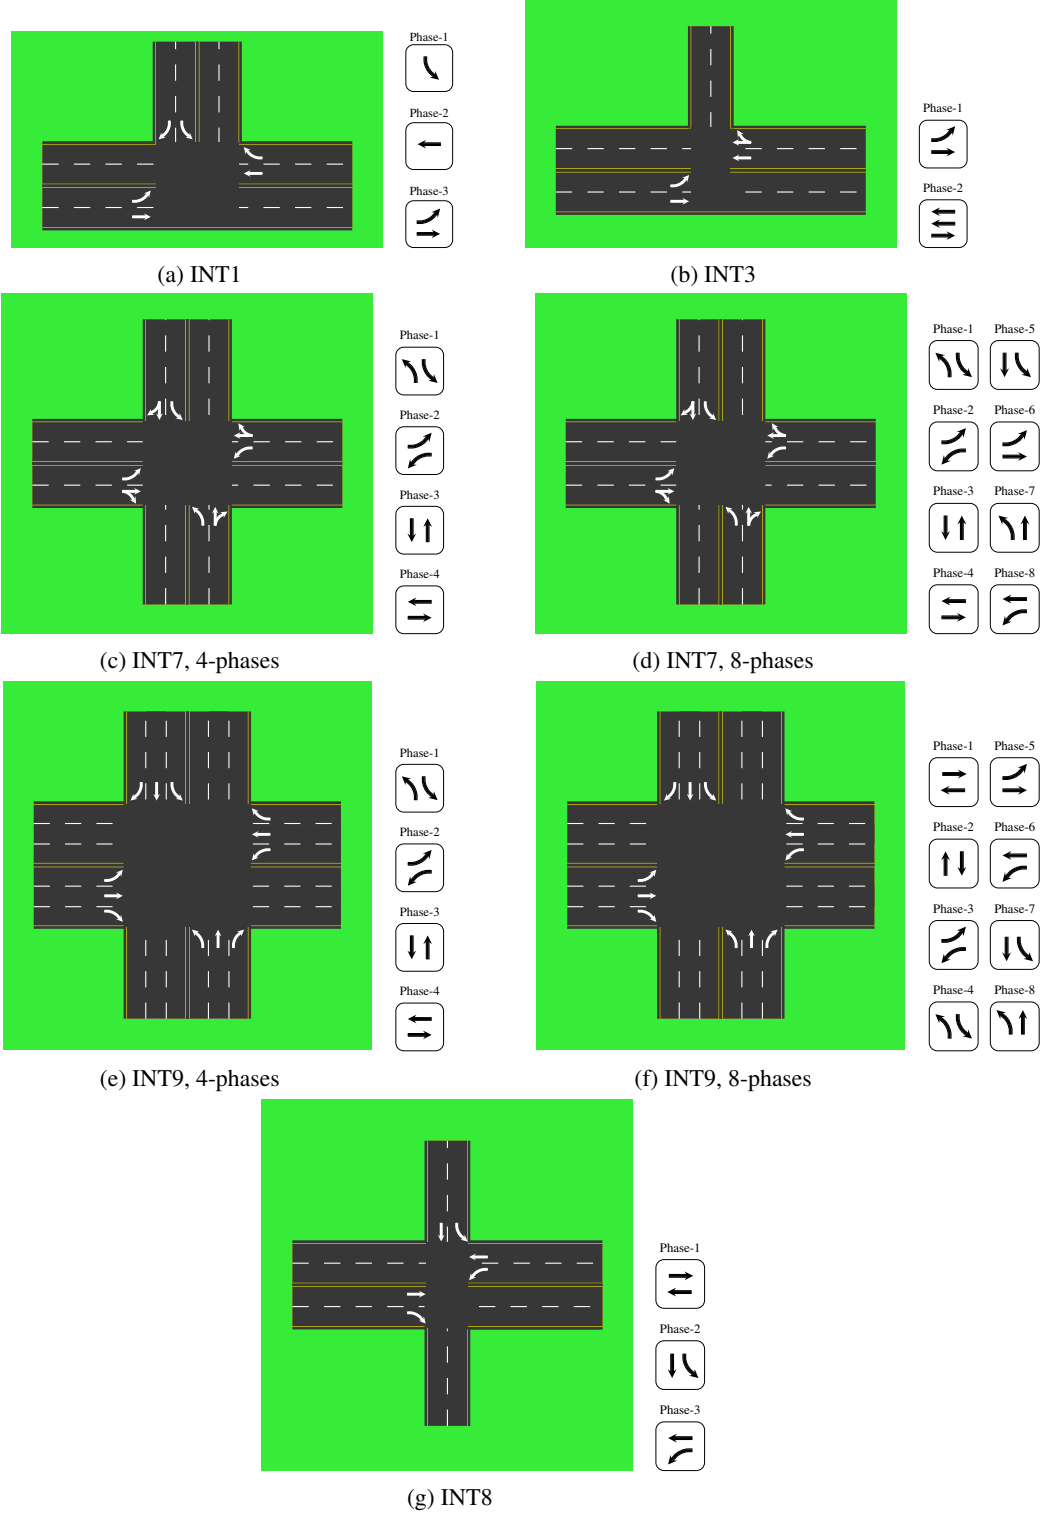 Phase-1
Phase-2
Phase-3
(a) INT1
Phase-1
Phase-2
(b) INT3
Phase-1
Phase-2
Phase-3
Phase-4
(c) INT7, 4-phases
Phase-1 Phase-5
Phase-2 Phase-6
Phase-3 Phase-7
Phase-4 Phase-8
(d) INT7, 8-phases
Phase-1
Phase-2
Phase-3
Phase-4
(e) INT9, 4-phases
Phase-1 Phase-5
Phase-2 Phase-6
Phase-3 Phase-7
Phase-4 Phase-8
(f) INT9, 8-phases
Phase-1
Phase-2
Phase-3
(g) INT8